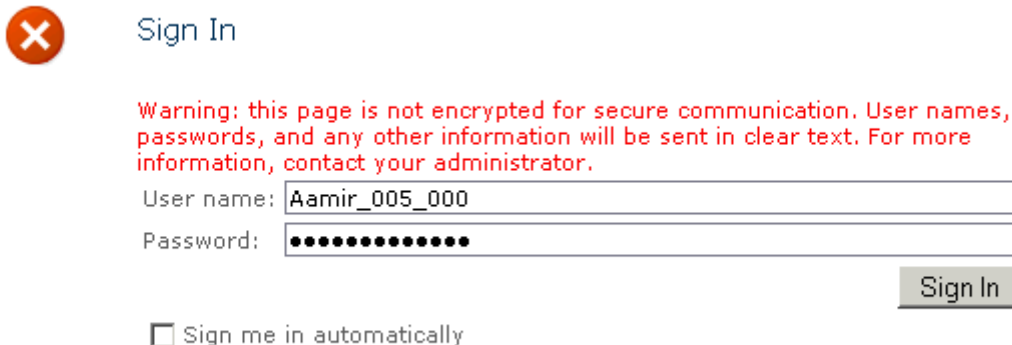 Sign In
Warning: this page is not encrypted for secure communication. User names,
passwords, and any other information will be sent in clear text. For more
information, contact your administrator.
User name: Aamir_005_000
Password: •••••••••••••
Sign In
Sign me in automatically